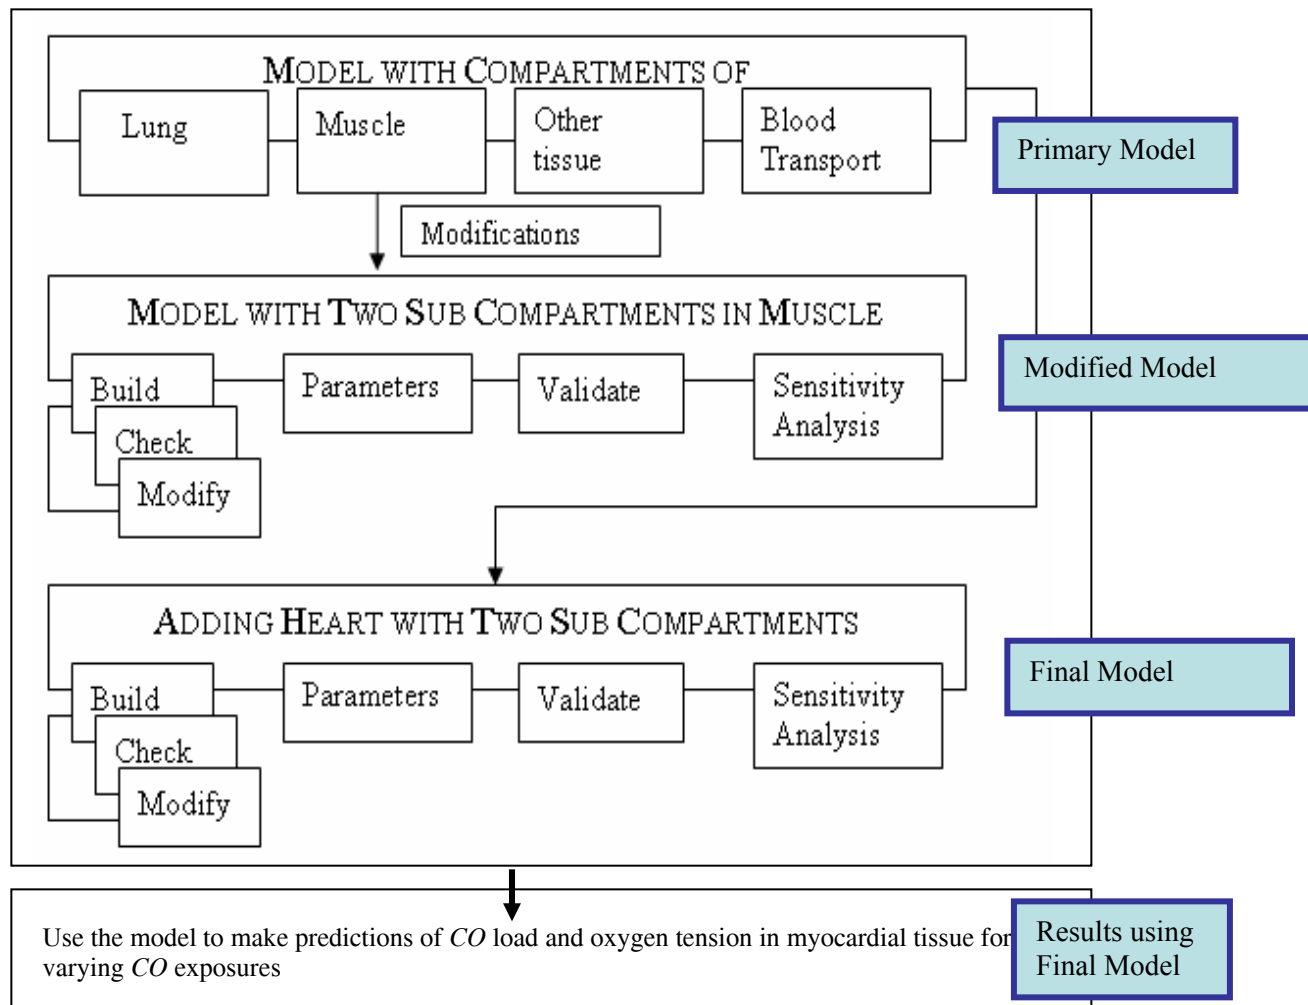 MODEL WITH COMPARTMENTS OF
Lung
Muscle
Other
tissue
Blood
Transport
Primary Model
Modifications
MODEL WITH TWO SUB COMPARTMENTS IN MUSCLE
Build
Check
Modify
Parameters
Validate
Sensitivity
Analysis
Modified Model
ADDING HEART WITH TWO SUB COMPARTMENTS
Build
Check
Modify
Parameters
Validate
Sensitivity
Analysis
Final Model
Use the model to make predictions of CO load and oxygen tension in myocardial tissue for
varying CO exposures
Results using
Final Model